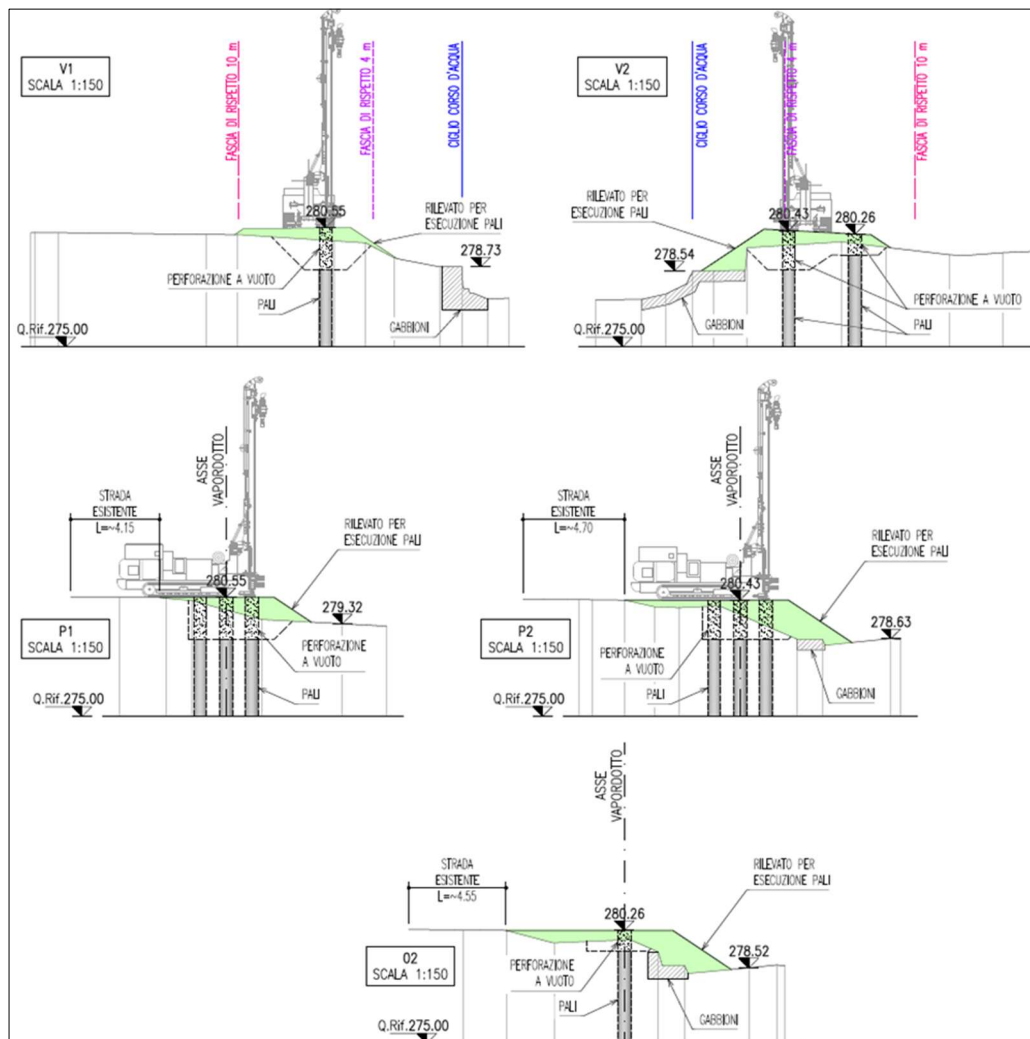 V1
SCALA 1:150
FASCIA DI RISPETTO 10 m
FASCIA DI RISPETTO 4 m
CIGLIO CORSO D'ACQUA
280.55
RILEVATO PER
ESECUZIONE PALI
278.73
PERFORAZIONE A VUOTO
PALI
GABBIONI
Q.Rif.275.00
V2
SCALA 1:150
CIGLIO CORSO D'ACQUA
FASCIA DI RISPETTO 4 m
FASCIA DI RISPETTO 10 m
RILEVATO PER
ESECUZIONE PALI
280.43
280.26
278.54
PERFORAZIONE A VUOTO
GABBIONI
PALI
Q.Rif.275.00
ASSE
VAPORDOTTO
STRADA
ESISTENTE
L=~4.15
RILEVATO PER
ESECUZIONE PALI
280.55
279.32
P1
SCALA 1:150
PERFORAZIONE
A VUOTO
PALI
Q.Rif.275.00
ASSE
VAPORDOTTO
STRADA
ESISTENTE
L=~4.70
RILEVATO PER
ESECUZIONE PALI
280.43
278.63
P2
SCALA 1:150
PERFORAZIONE
A VUOTO
PALI
GABBIONI
Q.Rif.275.00
ASSE
VAPORDOTTO
STRADA
ESISTENTE
L=~4.55
RILEVATO PER
ESECUZIONE PALI
280.26
278.52
02
SCALA 1:150
PERFORAZIONE
A VUOTO
PALI
GABBIONI
Q.Rif.275.00